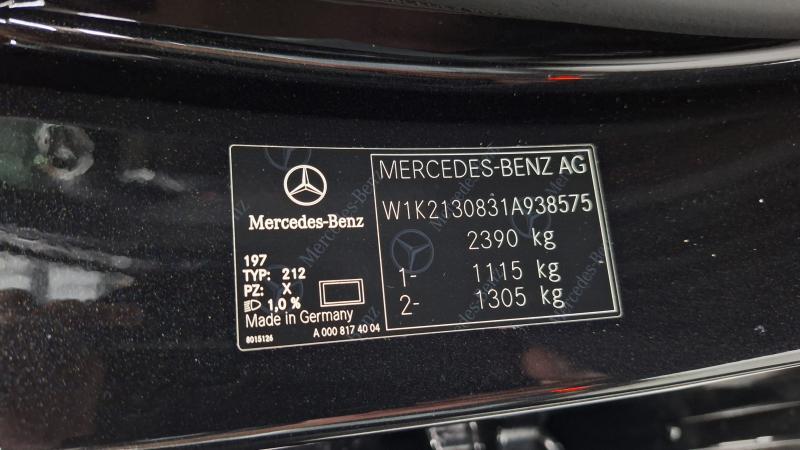 Mercedes-Benz
197
TYP: 212
PZ: X
1,0 %
Made in Germany
8015126
A 000 817 40 04
MERCEDES-BENZ AG
W1K2130831A938575
2390 kg
1- 1115 kg
2- 1305 kg